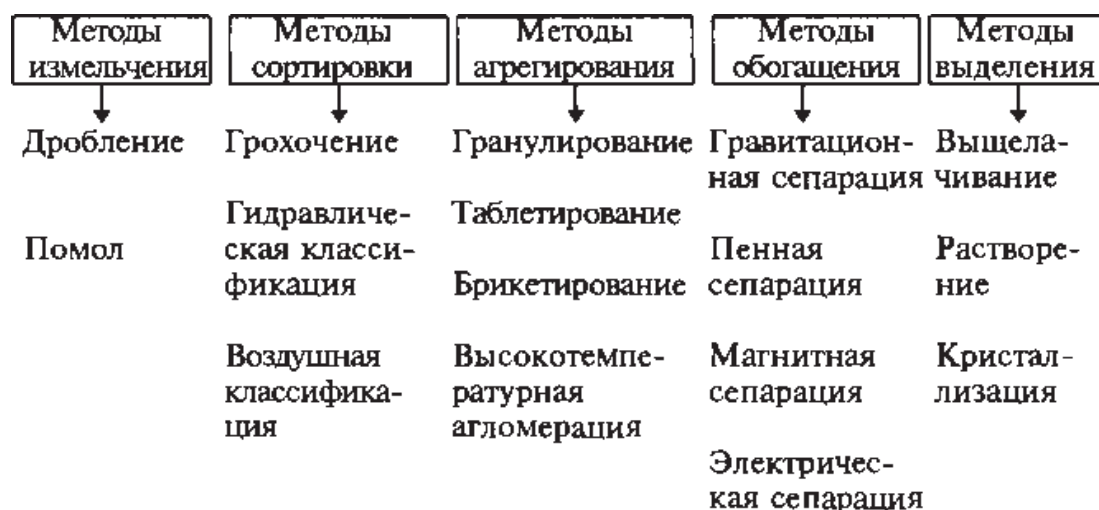 Методы
измельчения
Дробление
Помол
Методы
сортировки
Грохочение
Гидравличе-
ская класси-
фикация
Воздушная
классифика-
ция
Методы
агрегирования
Гранулирование
Таблетирование
Брикетирование
Высокотемпе-
ратурная
агломерация
Методы
обогащения
Гравитацион-
ная сепарация
Пенная
сепарация
Магнитная
сепарация
Электричес-
кая сепарация
Методы
выделения
Выщела-
чивание
Растворе-
ние
Кристал-
лизация